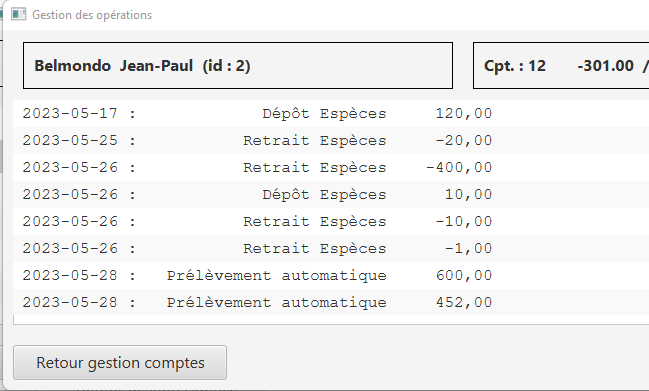 Gestion des opérations
Belmondo Jean-Paul (id : 2)
Cpt. : 12 -301.00 /
2023-05-17 : Dépôt Espèces 120,00
2023-05-25 : Retrait Espèces -20,00
2023-05-26 : Retrait Espèces -400,00
2023-05-26 : Dépôt Espèces 10,00
2023-05-26 : Retrait Espèces -10,00
2023-05-26 : Retrait Espèces -1,00
2023-05-28 : Prélèvement automatique 600,00
2023-05-28 : Prélèvement automatique 452,00
Retour gestion comptes